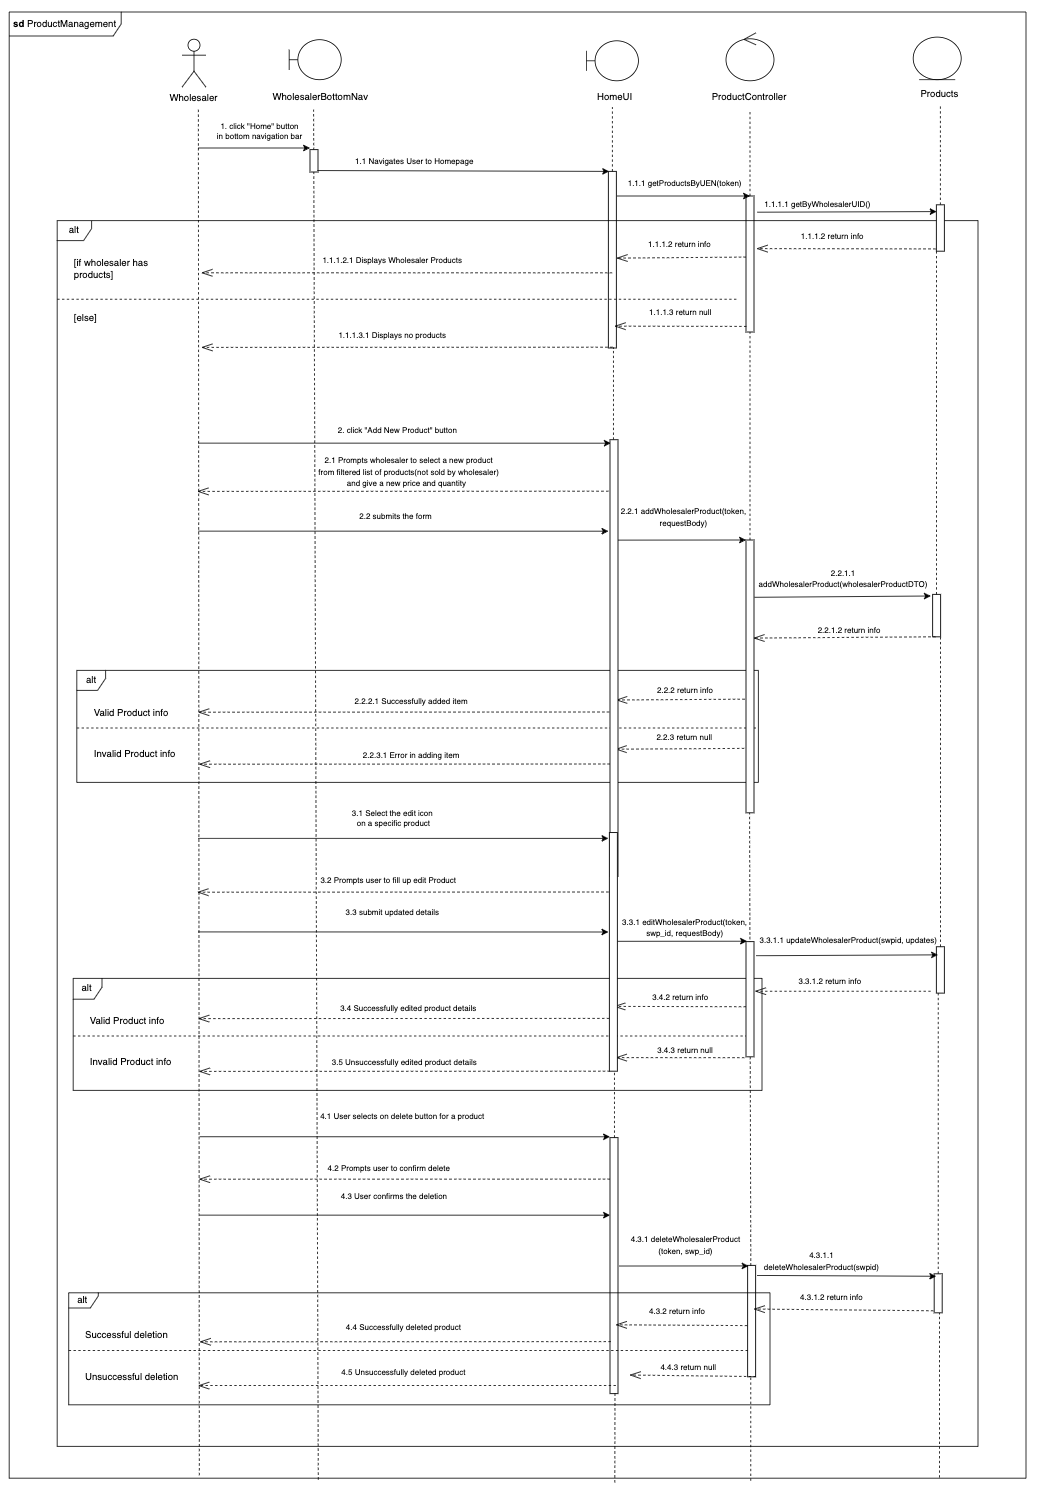 sd ProductManagement
Wholesaler
WholesalerBottomNav
HomeUI
ProductController
Products
1. click "Home" button
in bottom navigation bar
1.1 Navigates User to Homepage
1.1.1 getProductsByUEN(token)
1.1.1.1 getByWholesalerUID()
alt
1.1.1.2 return info
1.1.1.2 return info
[if wholesaler has
products]
1.1.1.2.1 Displays Wholesaler Products
[else]
1.1.1.3 return null
1.1.1.3.1 Displays no products
2. click "Add New Product" button
2.1 Prompts wholesaler to select a new product
from filtered list of products(not sold by wholesaler)
and give a new price and quantity
2.2 submits the form
2.2.1 addWholesalerProduct(token,
requestBody)
2.2.1.1
addWholesalerProduct(wholesalerProductDTO)
2.2.1.2 return info
alt
2.2.2 return info
2.2.2.1 Successfully added item
Valid Product info
2.2.3 return null
Invalid Product info
2.2.3.1 Error in adding item
3.1 Select the edit icon
on a specific product
3.2 Prompts user to fill up edit Product
3.3 submit updated details
3.3.1 editWholesalerProduct(token,
swp_id, requestBody)
3.3.1.1 updateWholesalerProduct(swpid, updates)
3.3.1.2 return info
alt
3.4.2 return info
3.4 Successfully edited product details
Valid Product info
3.4.3 return null
Invalid Product info
3.5 Unsuccessfully edited product details
4.1 User selects on delete button for a product
4.2 Prompts user to confirm delete
4.3 User confirms the deletion
4.3.1 deleteWholesalerProduct
(token, swp_id)
4.3.1.1
deleteWholesalerProduct(swpid)
4.3.1.2 return info
alt
4.3.2 return info
4.4 Successfully deleted product
Successful deletion
4.4.3 return null
4.5 Unsuccessfully deleted product
Unsuccessful deletion